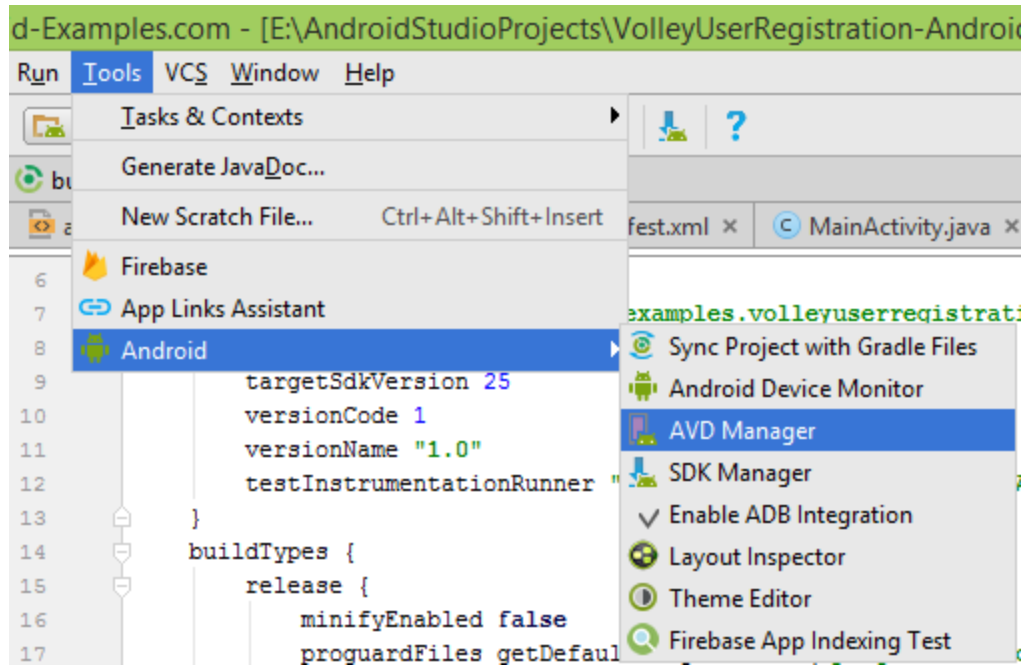 d-Examples.com - [E:\AndroidStudioProjects\VolleyUserRegistration-Android
Run Tools VCS Window Help
Tasks & Contexts
?
Generate JavaDoc...
New Scratch File... Ctrl+Alt+Shift+Insert
fest.xml × C MainActivity.java ×
Firebase
6
App Links Assistant
7 examples.volleyuserregistrati
Android
8 Sync Project with Gradle Files
9 targetSdkVersion 25
Android Device Monitor
10 versionCode 1
AVD Manager
11 versionName "1.0"
SDK Manager
12 testInstrumentationRunner "
Enable ADB Integration
13 }
14 buildTypes {
Layout Inspector
15 release {
Theme Editor
16 minifyEnabled false
Firebase App Indexing Test
17 proguardFiles getDefaul